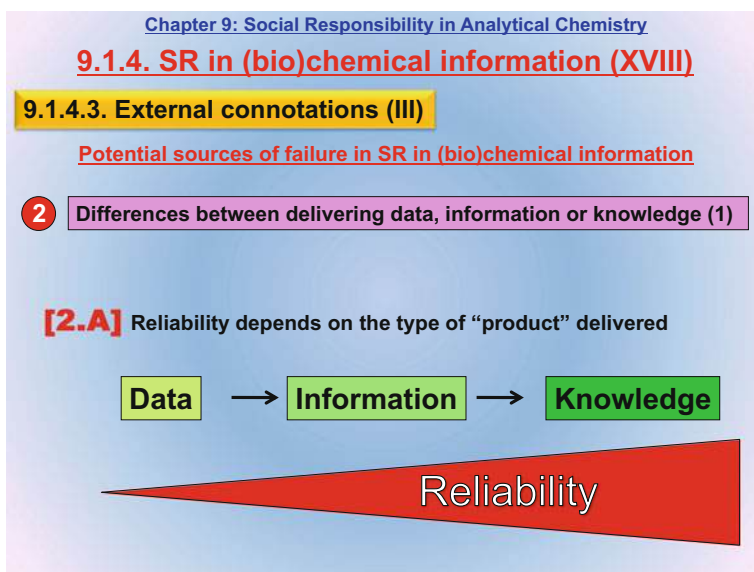 Chapter 9: Social Responsibility in Analytical Chemistry
9.1.4. SR in (bio)chemical information (XVIII)
9.1.4.3. External connotations (III)
Potential sources of failure in SR in (bio)chemical information
2 Differences between delivering data, information or knowledge (1)
[2.A] Reliability depends on the type of “product” delivered
Data → Information → Knowledge
Reliability